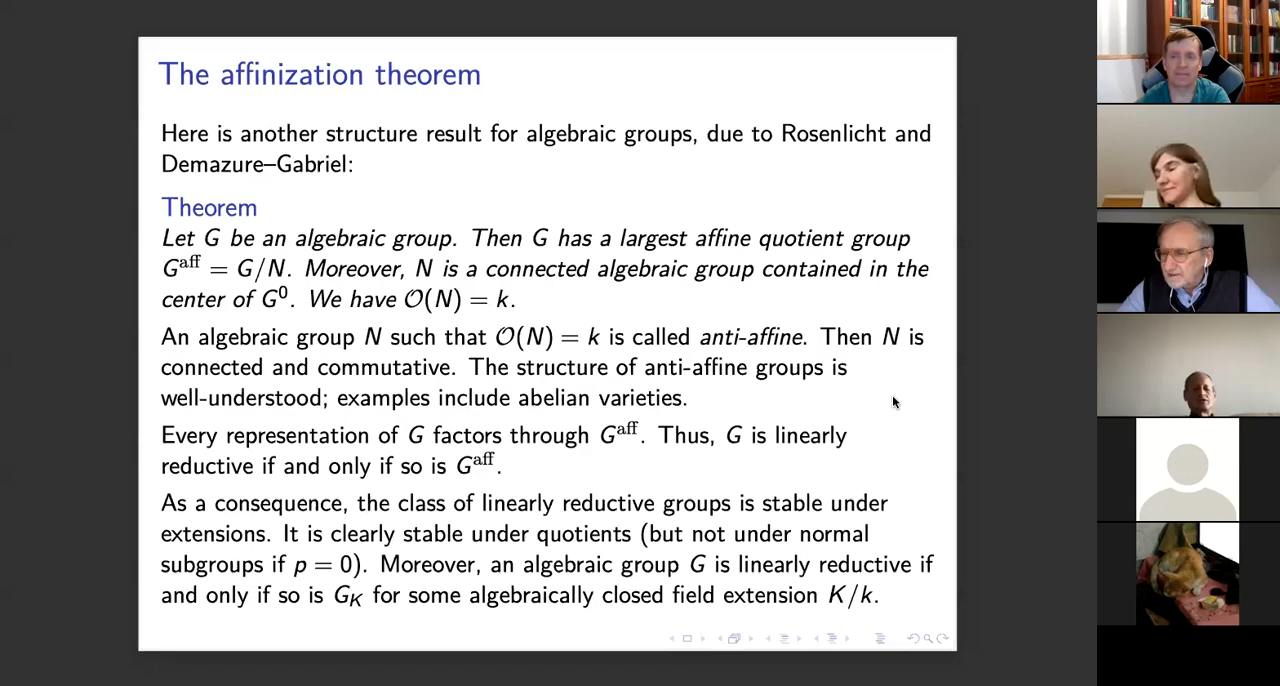 The affinization theorem
Here is another structure result for algebraic groups, due to Rosenlicht and
Demazure–Gabriel:
Theorem
Let G be an algebraic group. Then G has a largest affine quotient group
G^aff = G/N. Moreover, N is a connected algebraic group contained in the
center of G^0. We have 𝒪(N) = k.
An algebraic group N such that 𝒪(N) = k is called anti-affine. Then N is
connected and commutative. The structure of anti-affine groups is
well-understood; examples include abelian varieties.
Every representation of G factors through G^aff. Thus, G is linearly
reductive if and only if so is G^aff.
As a consequence, the class of linearly reductive groups is stable under
extensions. It is clearly stable under quotients (but not under normal
subgroups if p = 0). Moreover, an algebraic group G is linearly reductive if
and only if so is G_K for some algebraically closed field extension K/k.